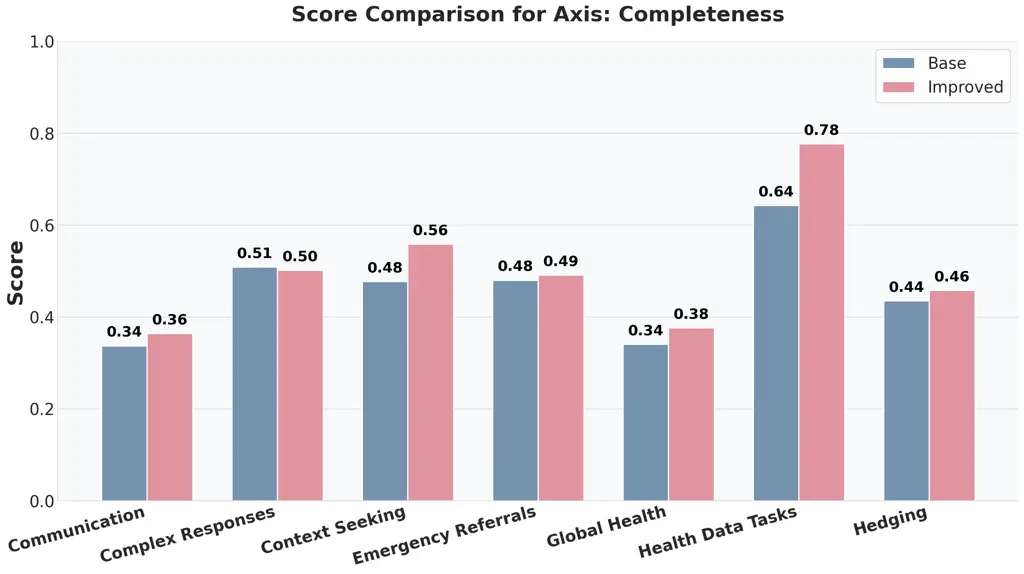 Score Comparison for Axis: Completeness
Base
Improved
Score
1.0
0.8
0.6
0.4
0.2
0.0
0.34
0.36
0.51
0.50
0.48
0.56
0.48
0.49
0.34
0.38
0.64
0.78
0.44
0.46
Communication
Complex Responses
Context Seeking
Emergency Referrals
Global Health
Health Data Tasks
Hedging